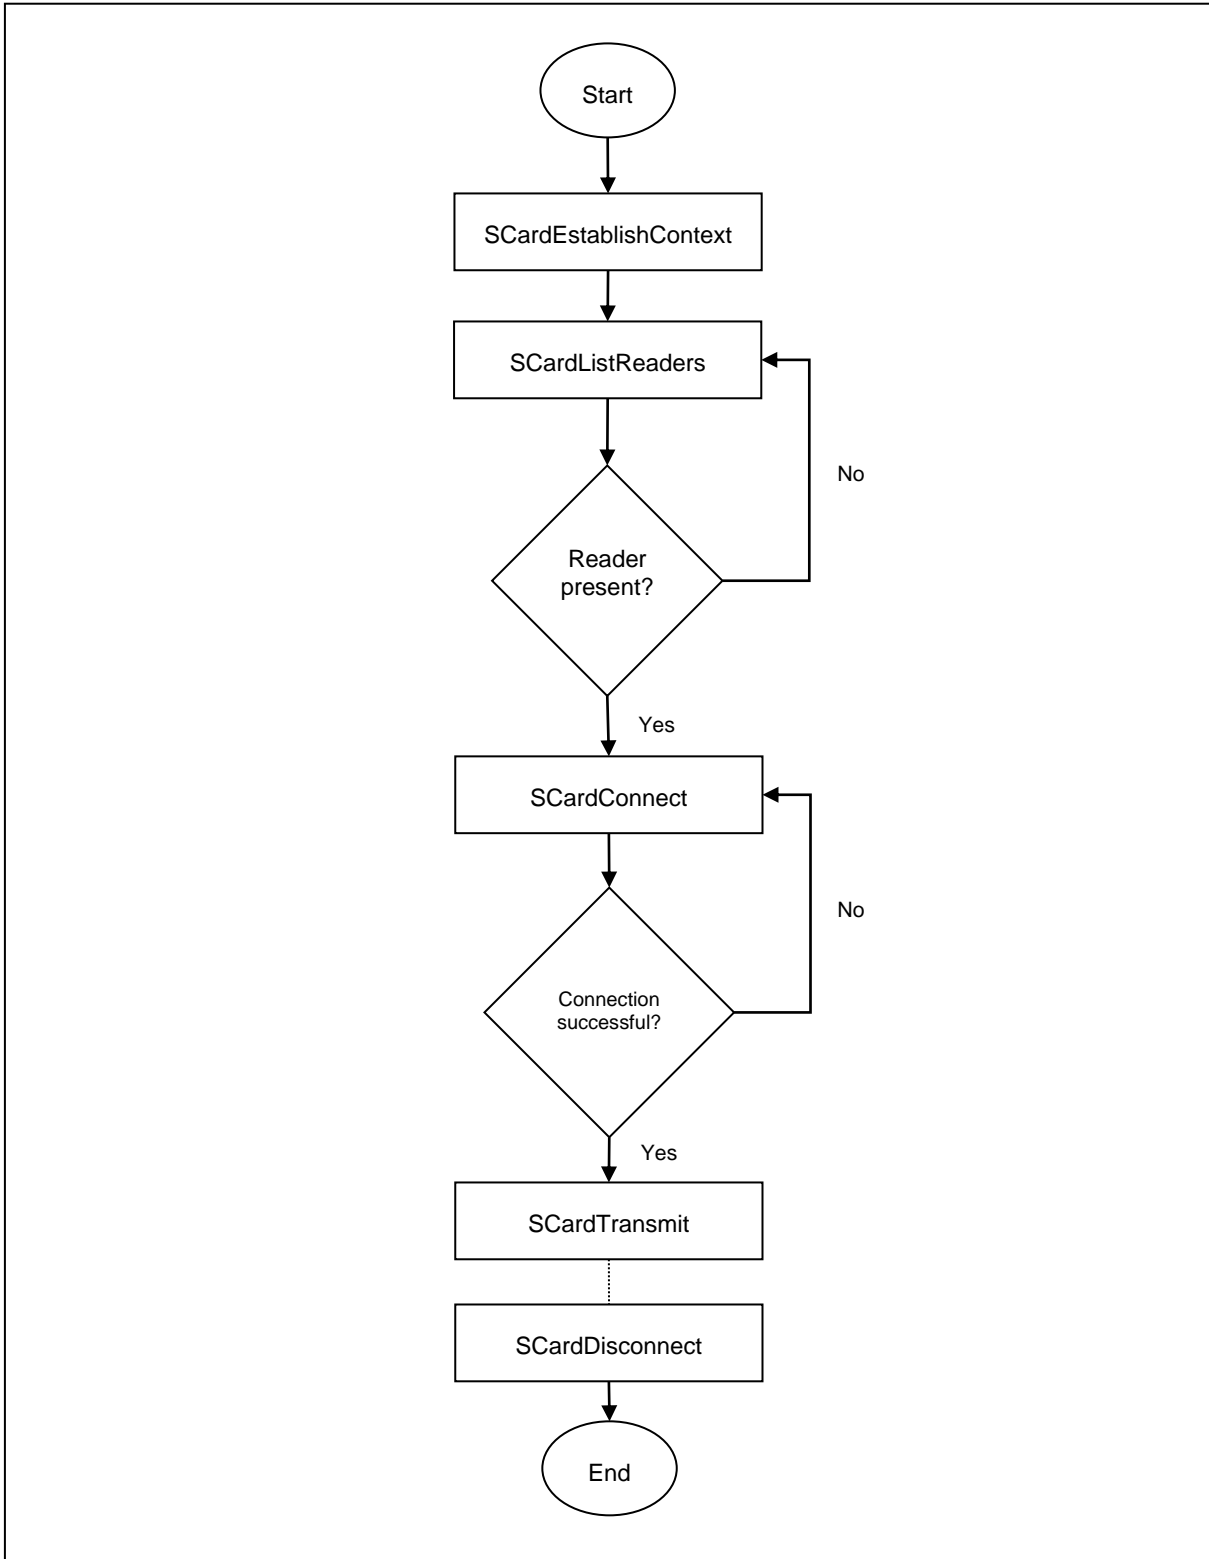 Start
SCardEstablishContext
SCardListReaders
No
Reader
present?
Yes
SCardConnect
No
Connection
successful?
Yes
SCardTransmit
SCardDisconnect
End